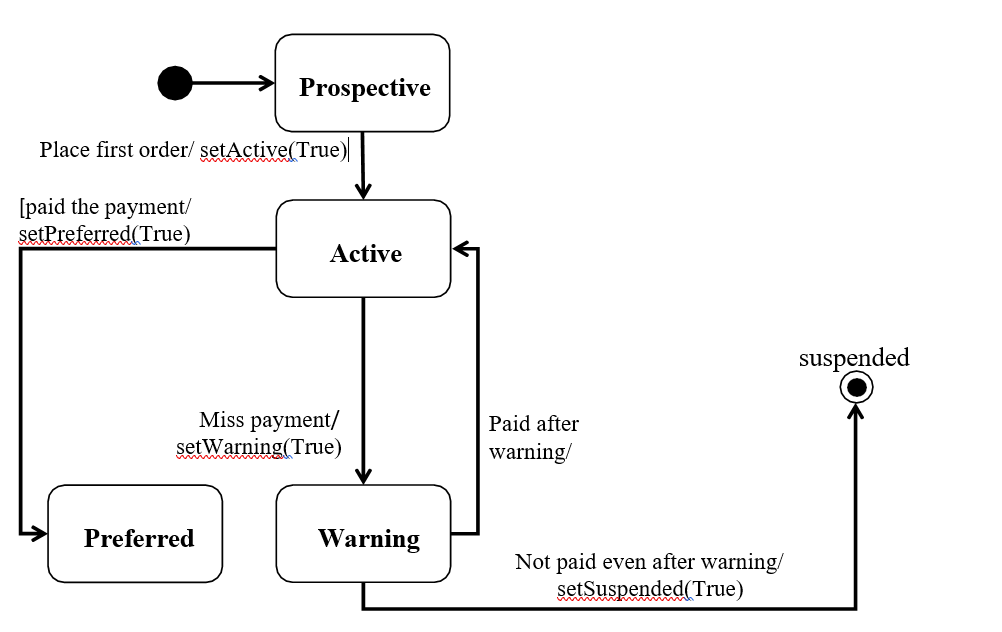 Prospective
Place first order/ setActive(True)
[paid the payment/
setPreferred(True)
Active
suspended
Miss payment/
setWarning(True)
Paid after
warning/
Preferred
Warning
Not paid even after warning/
setSuspended(True)